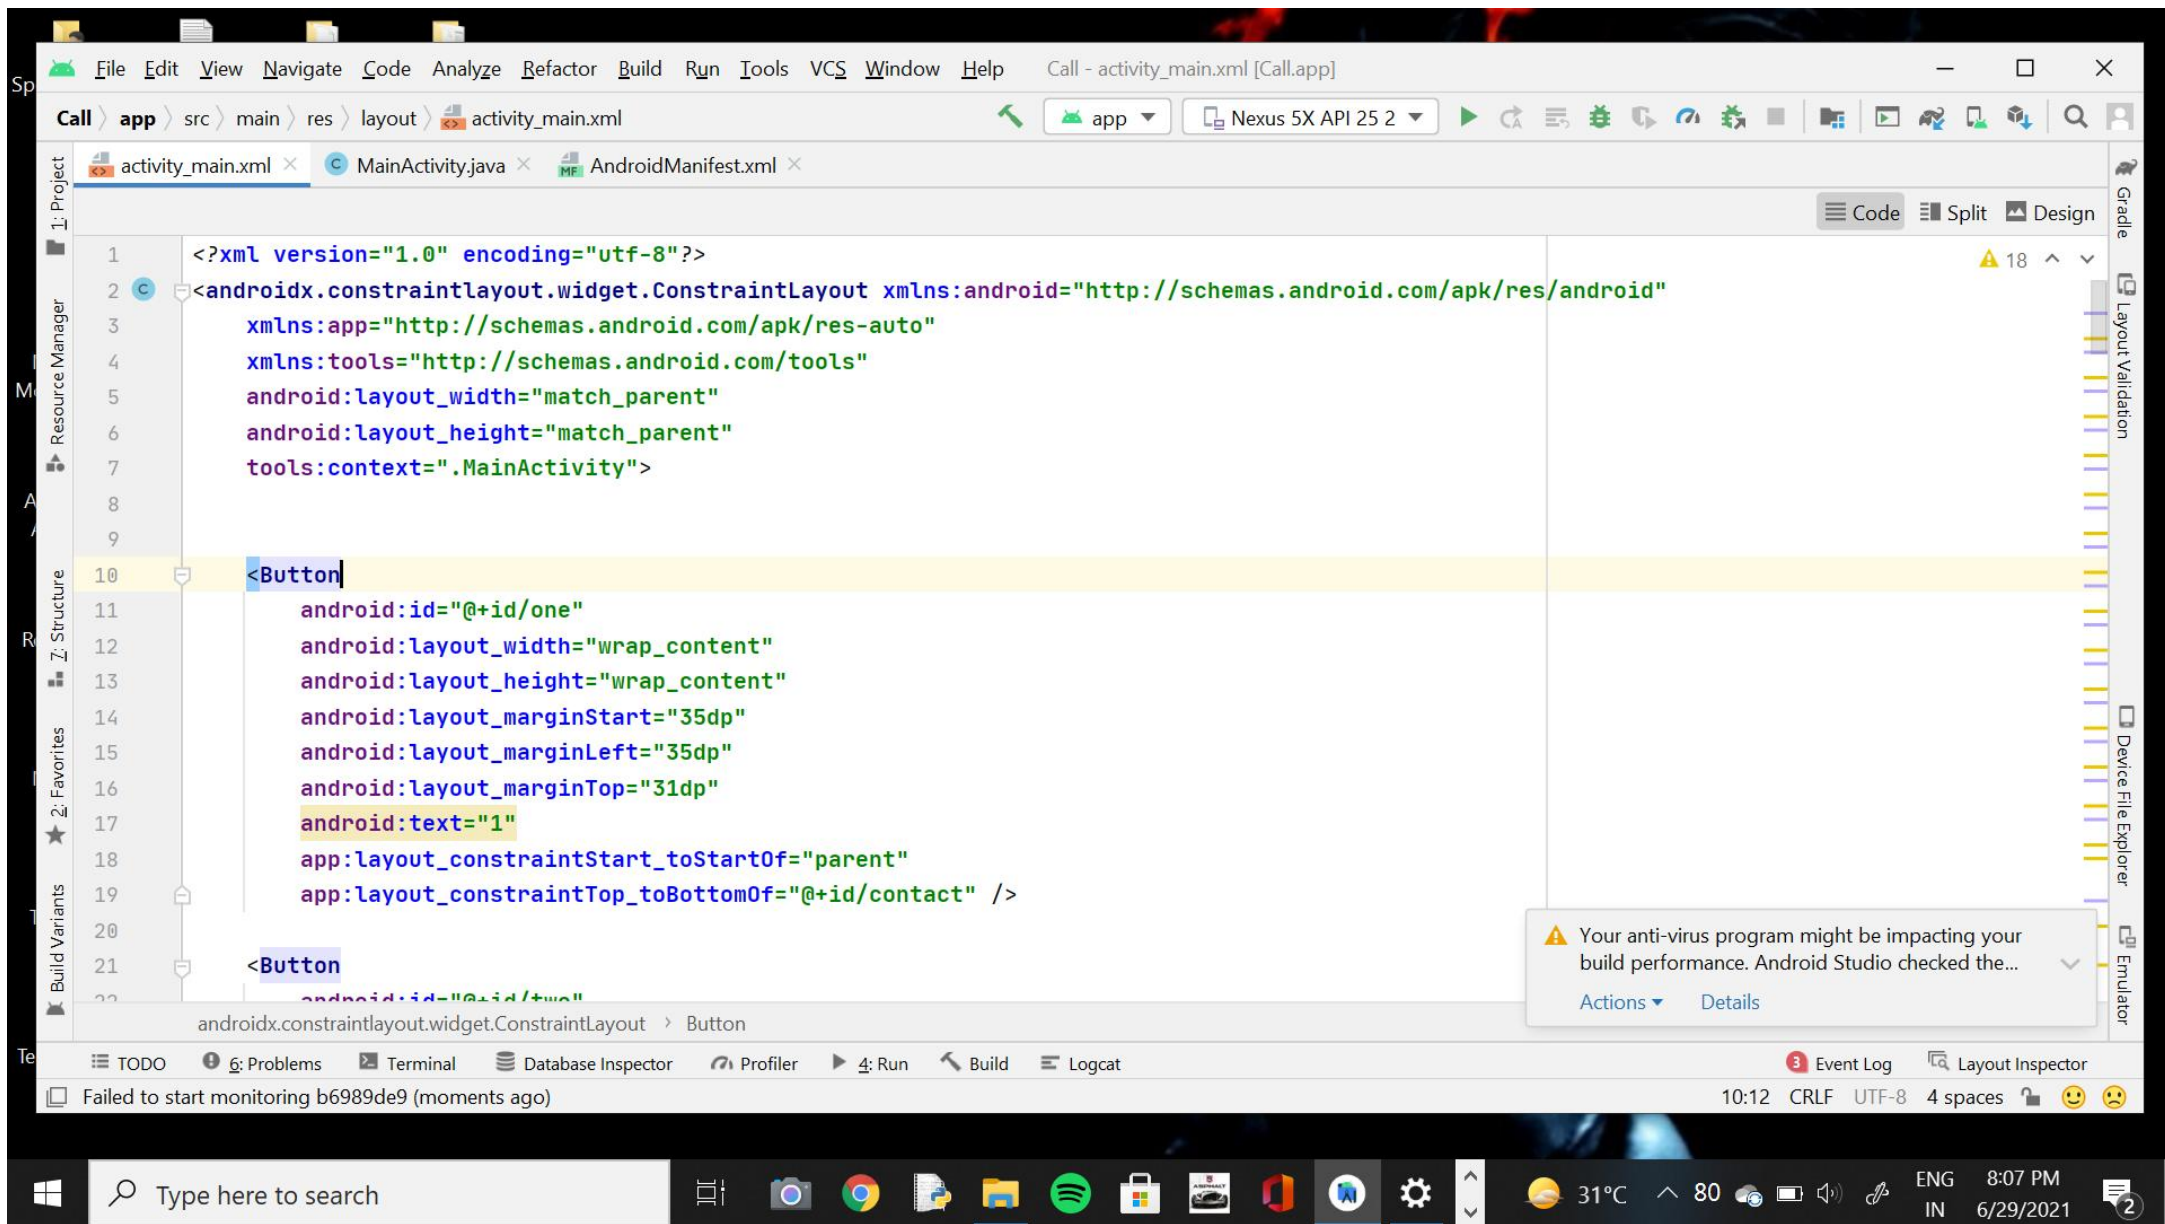 Sp
File Edit View Navigate Code Analyze Refactor Build Run Tools VCS Window Help Call - activity_main.xml [Call.app]
Call app src main res layout activity_main.xml app Nexus 5X API 25 2
activity_main.xml MainActivity.java MF AndroidManifest.xml
Code Split Design
1: Project
Resource Manager
7: Structure
2: Favorites
Build Variants
1 <?xml version="1.0" encoding="utf-8"?>
2 <androidx.constraintlayout.widget.ConstraintLayout xmlns:android="http://schemas.android.com/apk/res/android"
3 xmlns:app="http://schemas.android.com/apk/res-auto"
4 xmlns:tools="http://schemas.android.com/tools"
5 android:layout_width="match_parent"
6 android:layout_height="match_parent"
7 tools:context=".MainActivity">
8
9
10 <Button
11 android:id="@+id/one"
12 android:layout_width="wrap_content"
13 android:layout_height="wrap_content"
14 android:layout_marginStart="35dp"
15 android:layout_marginLeft="35dp"
16 android:layout_marginTop="31dp"
17 android:text="1"
18 app:layout_constraintStart_toStartOf="parent"
19 app:layout_constraintTop_toBottomOf="@+id/contact" />
20
21 <Button
22 android:id="@+id/two"
18
Gradle
Layout Validation
Device File Explorer
Emulator
Your anti-virus program might be impacting your
build performance. Android Studio checked the...
Actions Details
androidx.constraintlayout.widget.ConstraintLayout > Button
Te
TODO 6: Problems Terminal Database Inspector Profiler 4: Run Build Logcat 3 Event Log Layout Inspector
Failed to start monitoring b6989de9 (moments ago) 10:12 CRLF UTF-8 4 spaces
Type here to search 31°C 80 ENG 8:07 PM
IN 6/29/2021 2